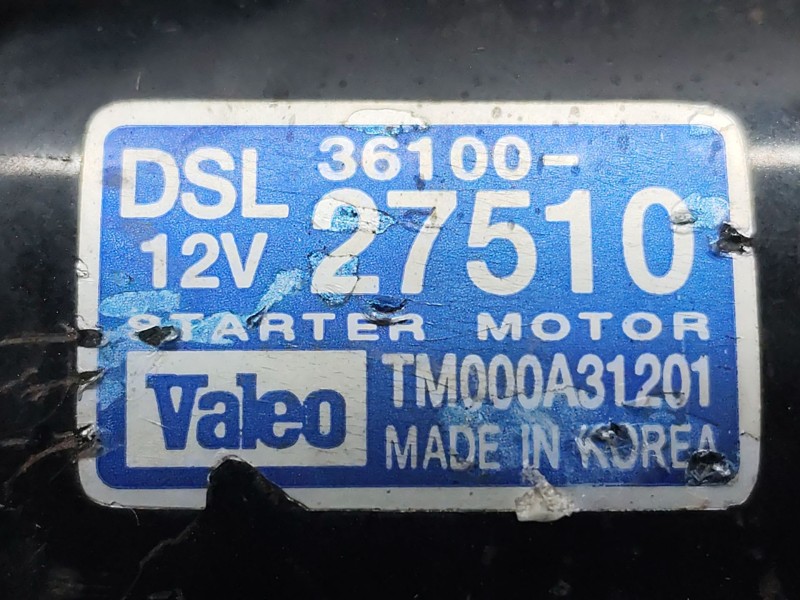 DSL 36100-
12V 27510
STARTER MOTOR
Valeo TM000A31201
MADE IN KOREA